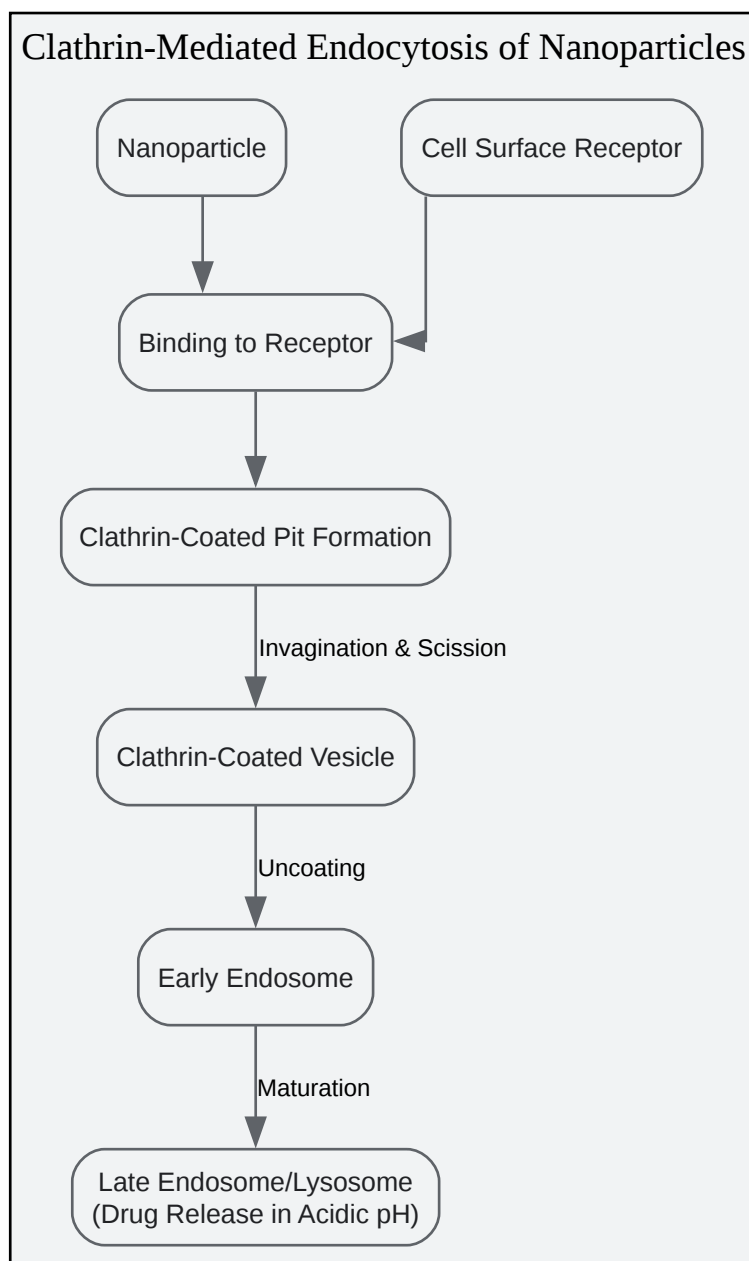 Clathrin-Mediated Endocytosis of Nanoparticles
Nanoparticle
Cell Surface Receptor
Binding to Receptor
Clathrin-Coated Pit Formation
Invagination & Scission
Clathrin-Coated Vesicle
Uncoating
Early Endosome
Maturation
Late Endosome/Lysosome
(Drug Release in Acidic pH)